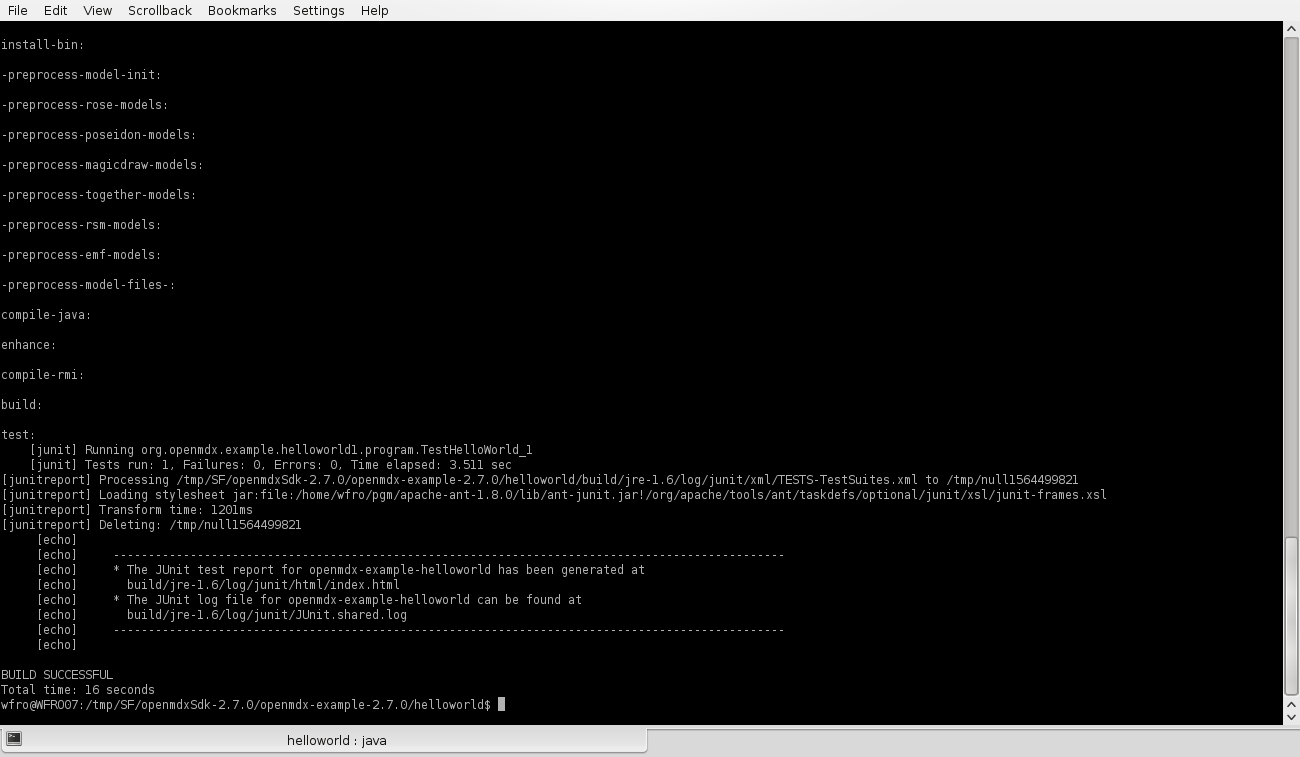 File Edit View Scrollback Bookmarks Settings Help
install-bin:
-preprocess-model-init:
-preprocess-rose-models:
-preprocess-poseidon-models:
-preprocess-magicdraw-models:
-preprocess-together-models:
-preprocess-rsm-models:
-preprocess-emf-models:
-preprocess-model-files-:
compile-java:
enhance:
compile-rmi:
build:
test:
[junit] Running org.openmdx.example.helloworld1.program.TestHelloWorld_1
[junit] Tests run: 1, Failures: 0, Errors: 0, Time elapsed: 3.511 sec
[junitreport] Processing /tmp/SF/openmdxSdk-2.7.0/openmdx-example-2.7.0/helloworld/build/jre-1.6/log/junit/xml/TESTS-TestSuites.xml to /tmp/null1564499821
[junitreport] Loading stylesheet jar:file:/home/wfro/pgm/apache-ant-1.8.0/lib/ant-junit.jar!/org/apache/tools/ant/taskdefs/optional/junit/xsl/junit-frames.xsl
[junitreport] Transform time: 1201ms
[junitreport] Deleting: /tmp/null1564499821
[echo]
[echo] ------------------------------------------------------------------------------------------------
[echo] * The JUnit test report for openmdx-example-helloworld has been generated at
[echo] build/jre-1.6/log/junit/html/index.html
[echo] * The JUnit log file for openmdx-example-helloworld can be found at
[echo] build/jre-1.6/log/junit/JUnit.shared.log
[echo] ------------------------------------------------------------------------------------------------
[echo]
BUILD SUCCESSFUL
Total time: 16 seconds
wfro@WFRO07:/tmp/SF/openmdxSdk-2.7.0/openmdx-example-2.7.0/helloworld$
helloworld : java